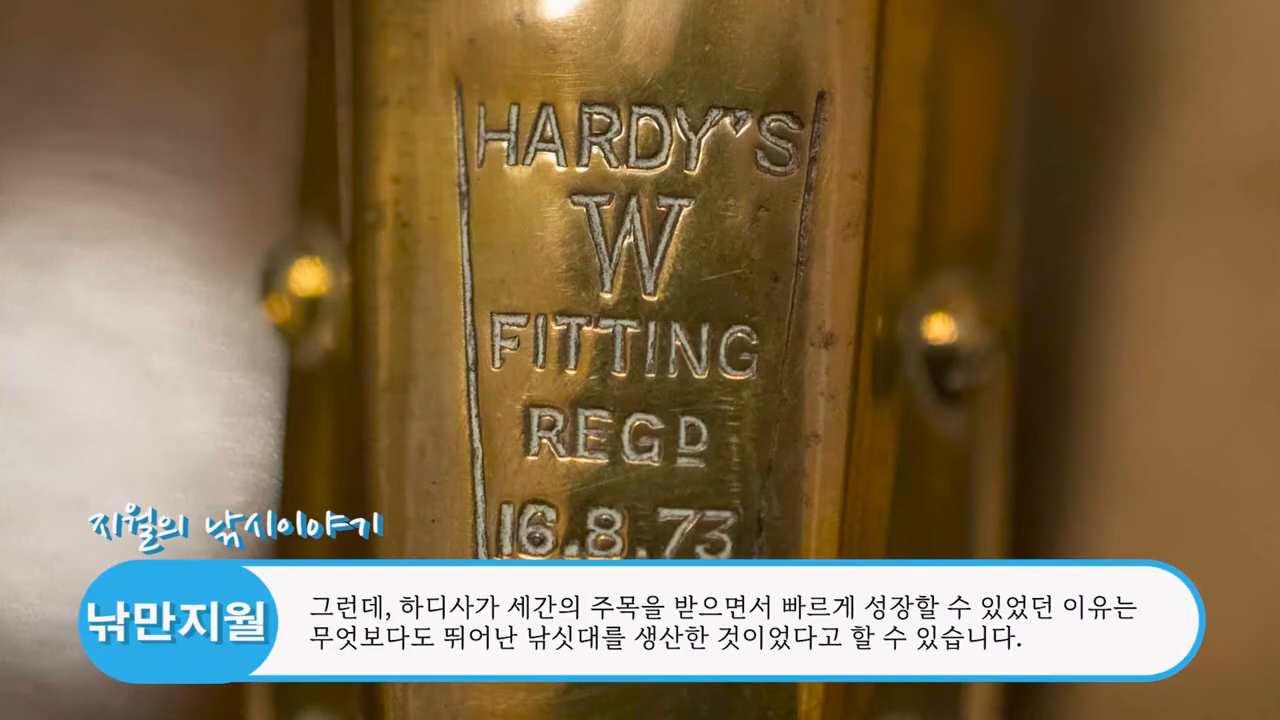 HARDY'S
W
FITTING
REGD
16.8.73
지월의 낚시이야기
낚만지월
그런데, 하디사가 세간의 주목을 받으면서 빠르게 성장할 수 있었던 이유는
무엇보다도 뛰어난 낚싯대를 생산한 것이었다고 할 수 있습니다.